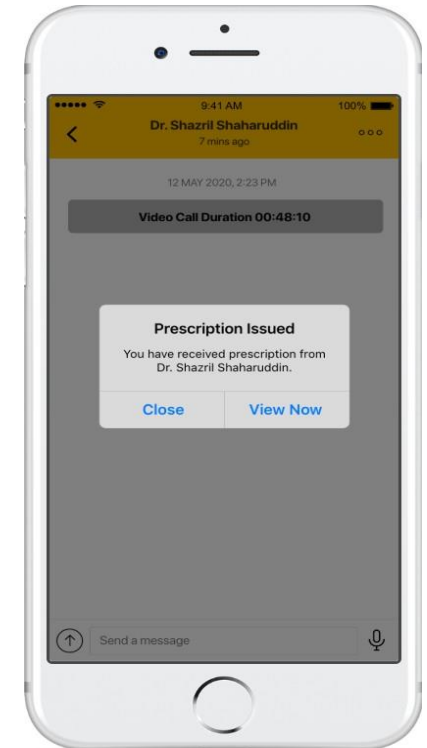 9:41 AM
100%
Dr. Shazril Shaharuddin
7 mins ago
12 MAY 2020, 2:23 PM
Video Call Duration 00:48:10
Prescription Issued
You have received prescription from
Dr. Shazril Shaharuddin.
Close
View Now
Send a message